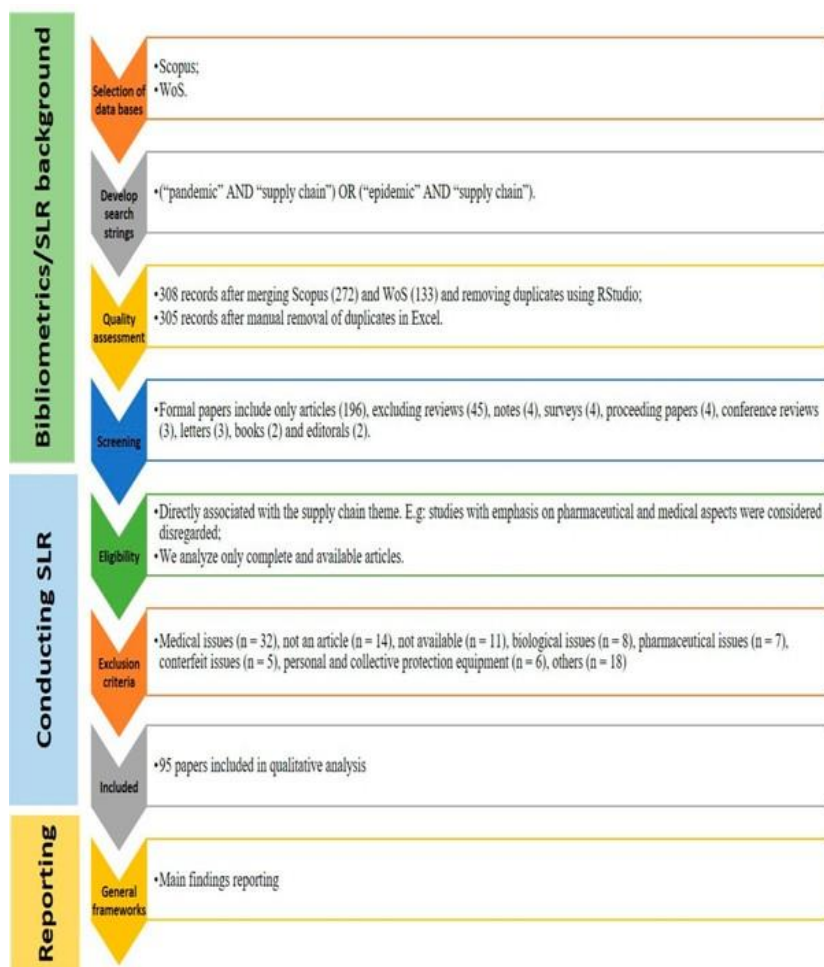 Bibliometrics/SLR background
Selection of
data bases
•Scopus;
•WoS.
Develop
search
strings
•(“pandemic” AND “supply chain”) OR (“epidemic” AND “supply chain”).
Quality
assessment
•308 records after merging Scopus (272) and WoS (133) and removing duplicates using RStudio;
•305 records after manual removal of duplicates in Excel.
Screening
•Formal papers include only articles (196), excluding reviews (45), notes (4), surveys (4), proceeding papers (4), conference reviews
(3), letters (3), books (2) and editorals (2).
Conducting SLR
Eligibility
•Directly associated with the supply chain theme. E.g: studies with emphasis on pharmaceutical and medical aspects were considered
disregarded;
•We analyze only complete and available articles.
Exclusion
criteria
•Medical issues (n = 32), not an article (n = 14), not available (n = 11), biological issues (n = 8), pharmaceutical issues (n = 7),
conterfeit issues (n = 5), personal and collective protection equipment (n = 6), others (n = 18)
Included
•95 papers included in qualitative analysis
Reporting
General
frameworks
•Main findings reporting